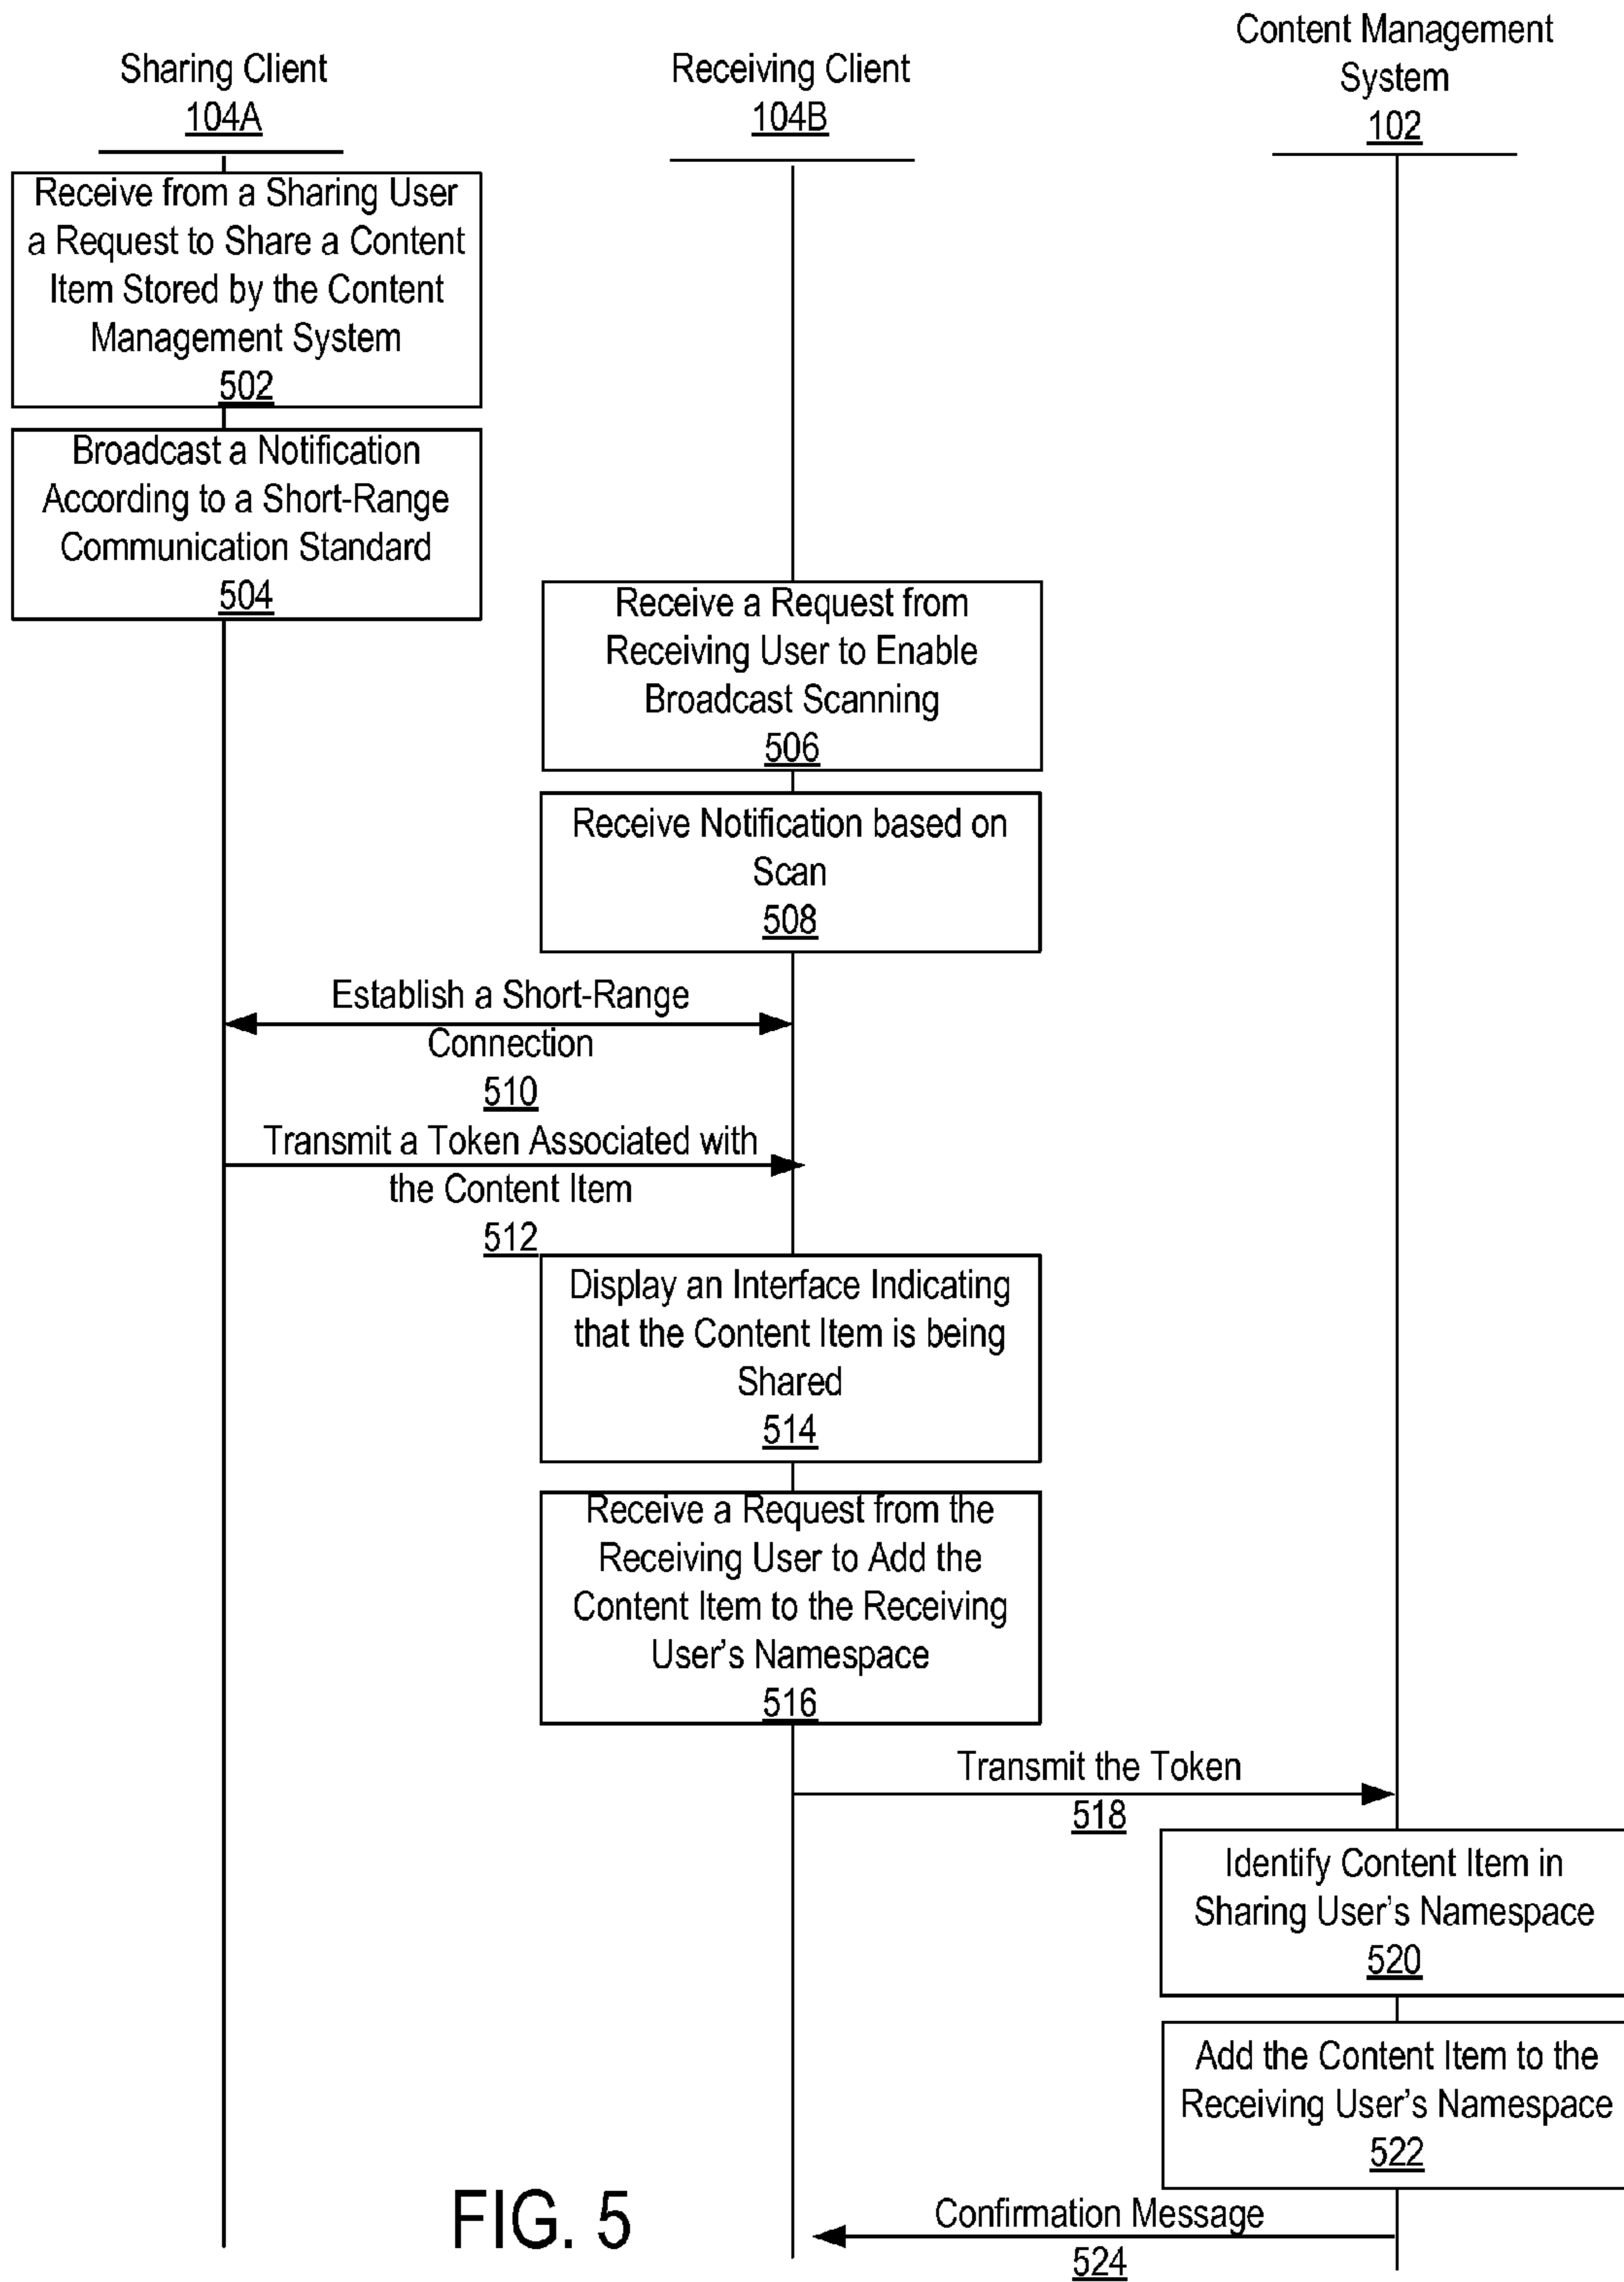 Sharing Client
104A
Receiving Client
104B
Content Management
System
102
Receive from a Sharing User
a Request to Share a Content
Item Stored by the Content
Management System
502
Broadcast a Notification
According to a Short-Range
Communication Standard
504
Receive a Request from
Receiving User to Enable
Broadcast Scanning
506
Receive Notification based on
Scan
508
Establish a Short-Range
Connection
510
Transmit a Token Associated with
the Content Item
512
Display an Interface Indicating
that the Content Item is being
Shared
514
Receive a Request from the
Receiving User to Add the
Content Item to the Receiving
User's Namespace
516
Transmit the Token
518
Identify Content Item in
Sharing User's Namespace
520
Add the Content Item to the
Receiving User's Namespace
522
Confirmation Message
524
FIG. 5